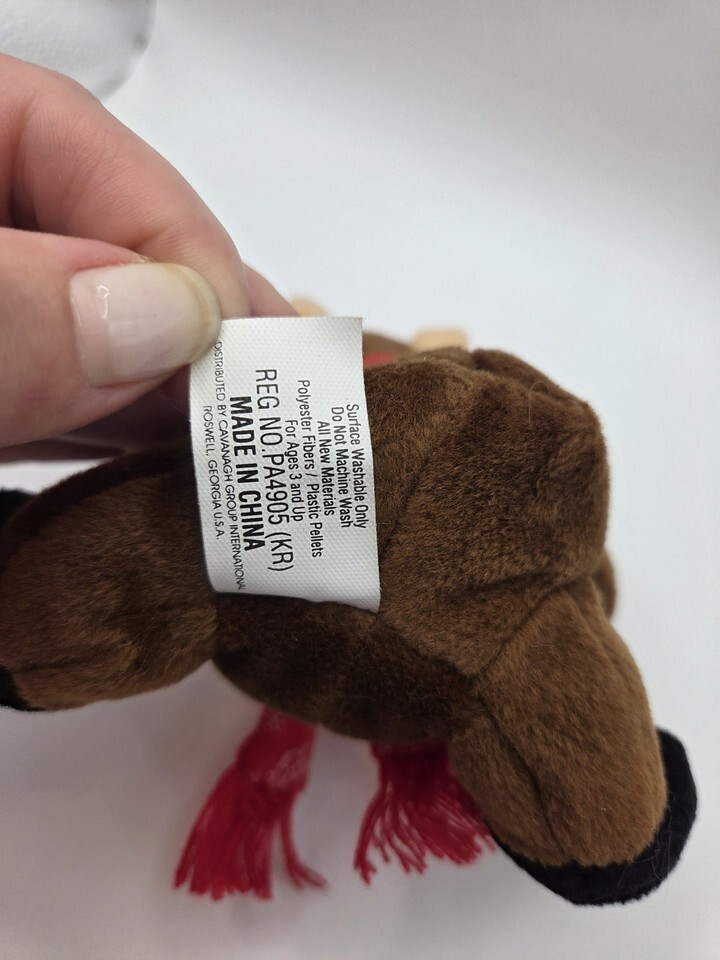 Surface Washable Only
Do Not Machine Wash
All New Materials
Polyester Fibers / Plastic Pellets
For Ages 3 and Up
REG NO.PA4905 (KR)
MADE IN CHINA
DISTRIBUTED BY CAVANAGH GROUP INTERNATIONAL
ROSWELL, GEORGIA U.S.A.